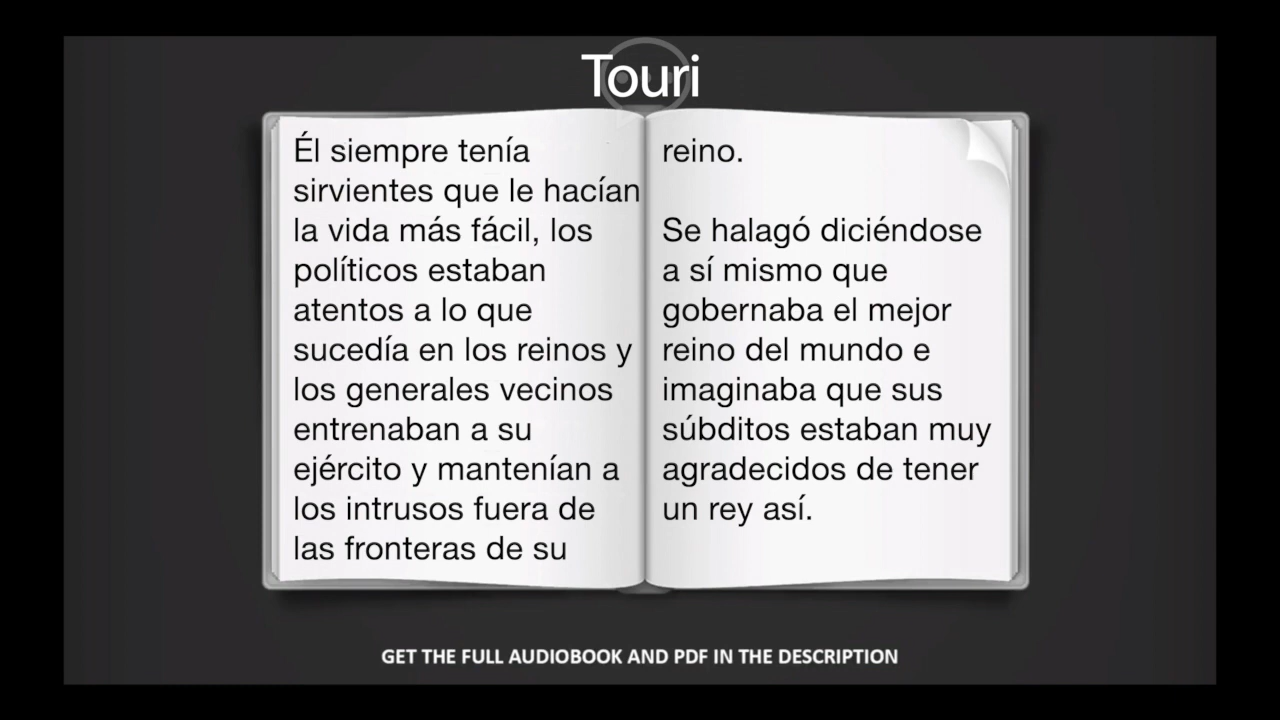 Touri
Él siempre tenía
sirvientes que le hacían
la vida más fácil, los
políticos estaban
atentos a lo que
sucedía en los reinos y
los generales vecinos
entrenaban a su
ejército y mantenían a
los intrusos fuera de
las fronteras de su
reino.
Se halagó diciéndose
a sí mismo que
gobernaba el mejor
reino del mundo e
imaginaba que sus
súbditos estaban muy
agradecidos de tener
un rey así.
GET THE FULL AUDIOBOOK AND PDF IN THE DESCRIPTION